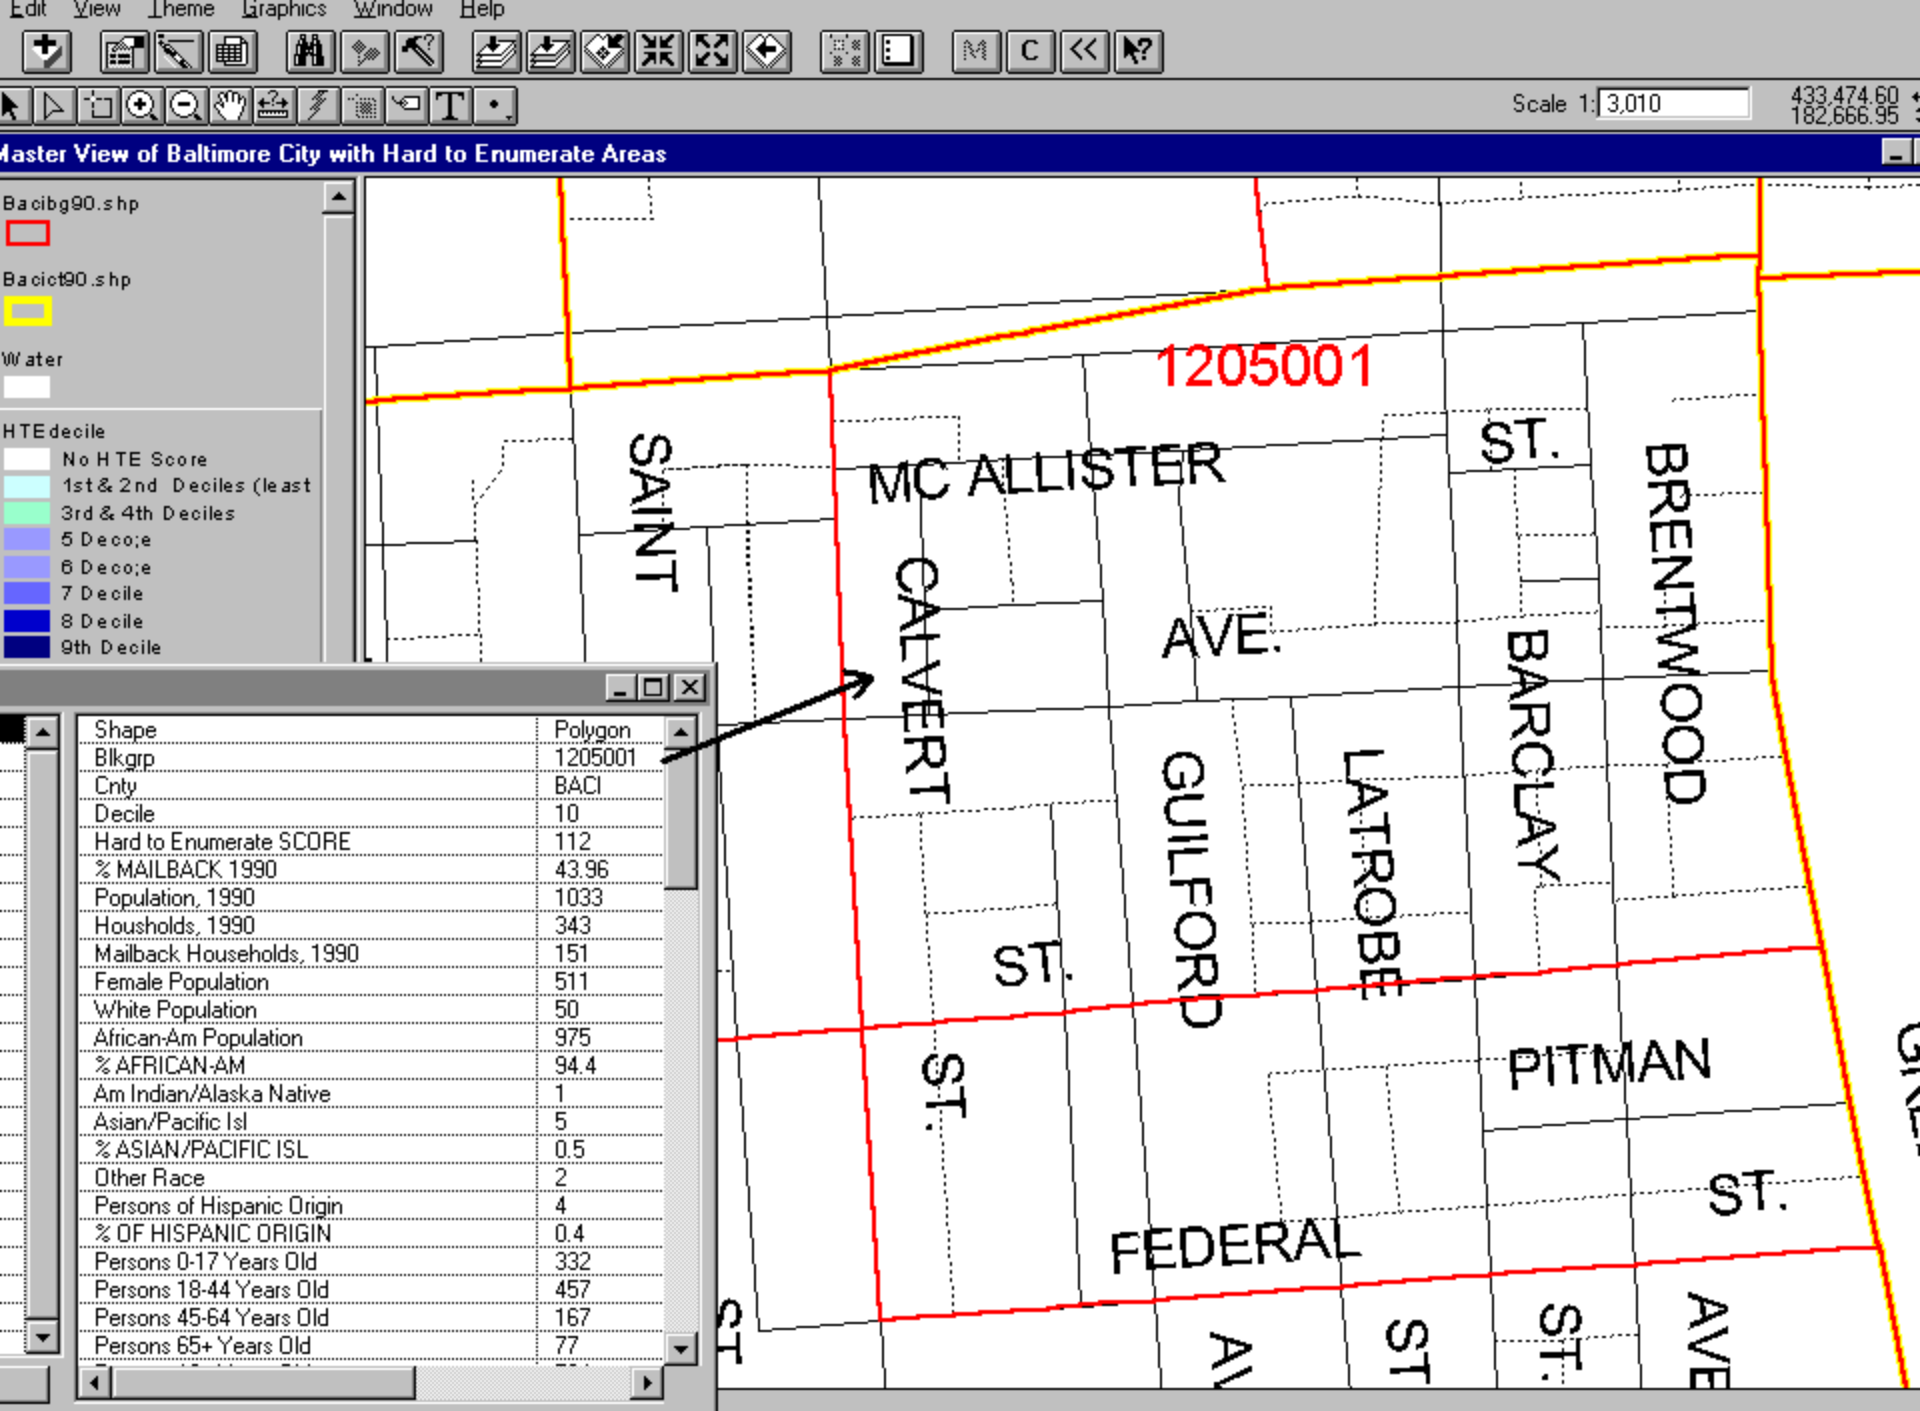 Edit View Theme Graphics Window Help
M C <<
T
Scale 1: 3,010
433,474.60
182,666.95
Master View of Baltimore City with Hard to Enumerate Areas
Bacibg90.shp
Bacict90.shp
Water
HTEdecile
No HTE Score
1st & 2nd Deciles (least
3rd & 4th Deciles
5 Deco;e
6 Deco;e
7 Decile
8 Decile
9th Decile
Shape Polygon
Blkgrp 1205001
Cnty BACI
Decile 10
Hard to Enumerate SCORE 112
% MAILBACK 1990 43.96
Population, 1990 1033
Housholds, 1990 343
Mailback Households, 1990 151
Female Population 511
White Population 50
African-Am Population 975
% AFRICAN-AM 94.4
Am Indian/Alaska Native 1
Asian/Pacific Isl 5
% ASIAN/PACIFIC ISL 0.5
Other Race 2
Persons of Hispanic Origin 4
% OF HISPANIC ORIGIN 0.4
Persons 0-17 Years Old 332
Persons 18-44 Years Old 457
Persons 45-64 Years Old 167
Persons 65+ Years Old 77
1205001
SAINT
MC ALLISTER
ST.
BRENTWOOD
CALVERT
AVE.
BARCLAY
GUILFORD
LATROBE
ST.
ST.
PITMAN
ST.
FEDERAL
ST
AV
ST
ST.
AVE